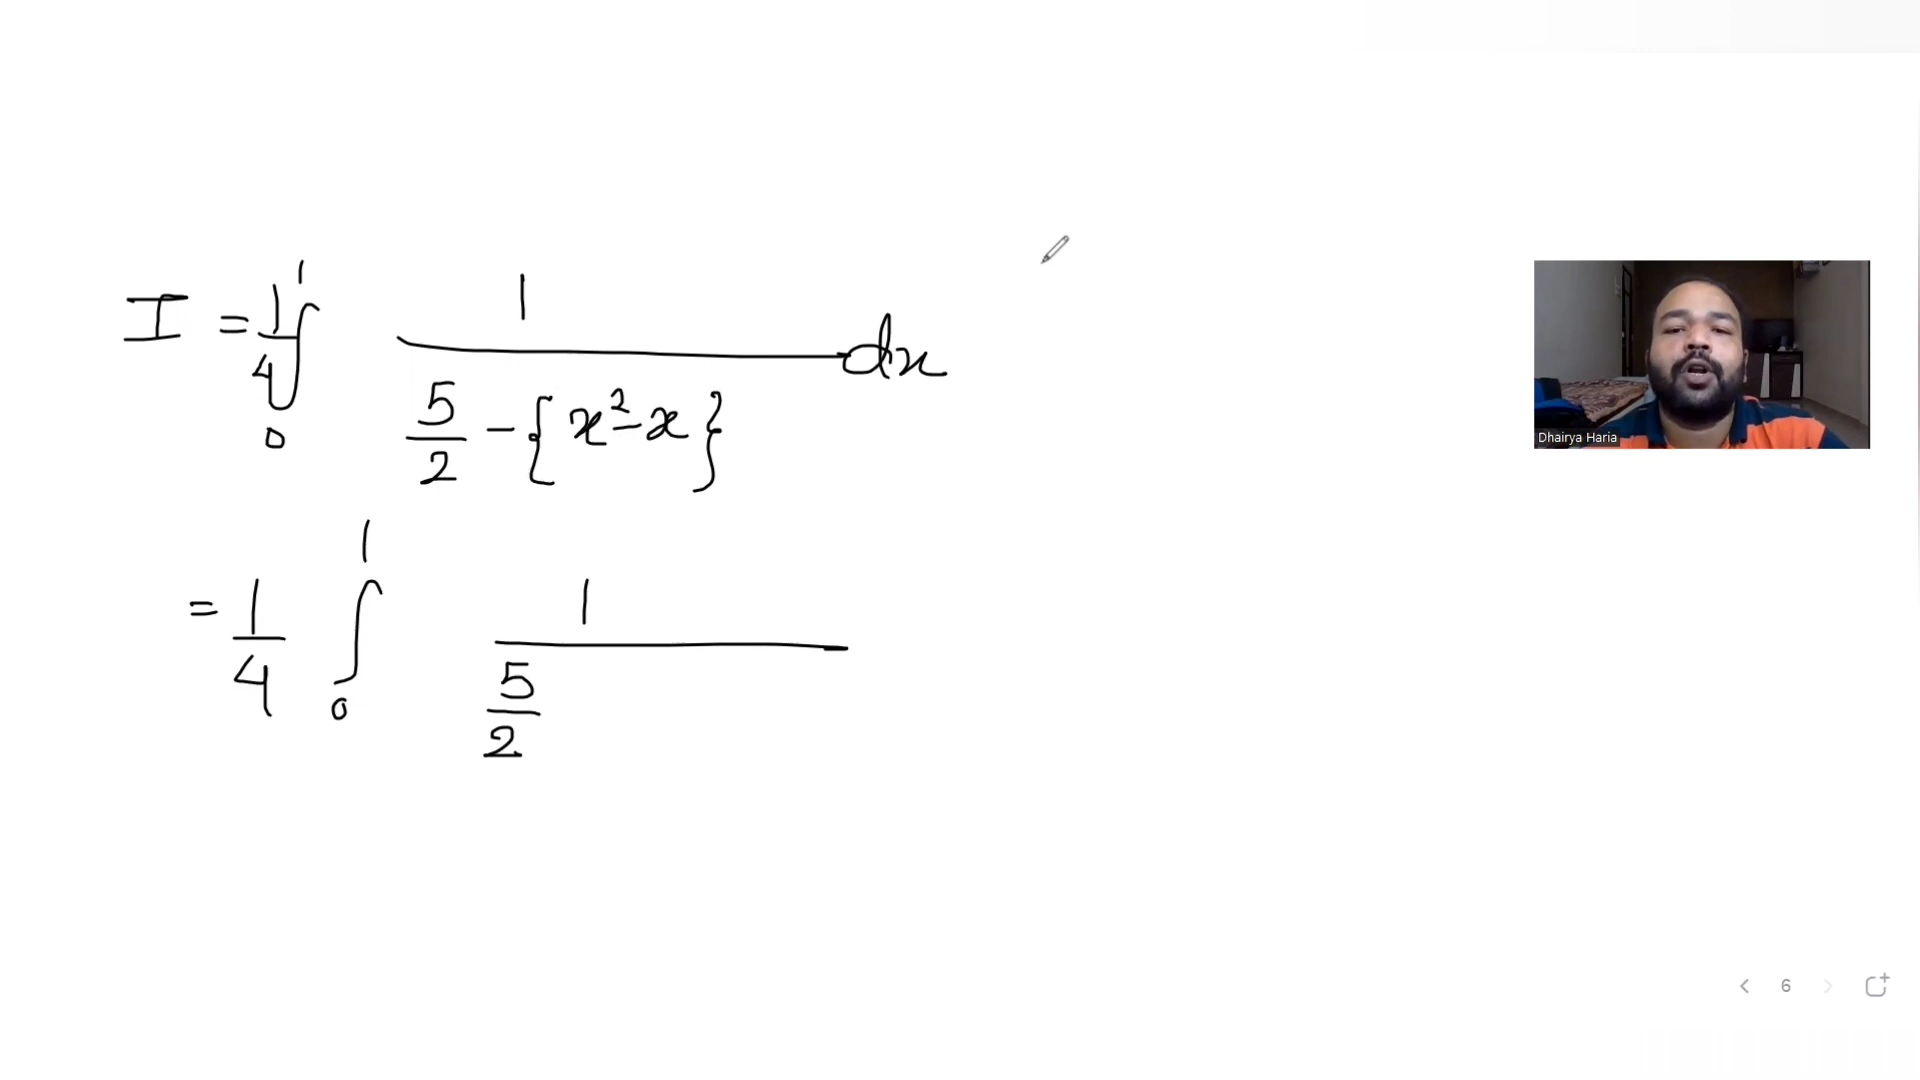 I = 1/4 ∫₀¹ 1/(5/2 - {x² - x}) dx
= 1/4 ∫₀¹ 1/(5/2
Dhairya Haria
6